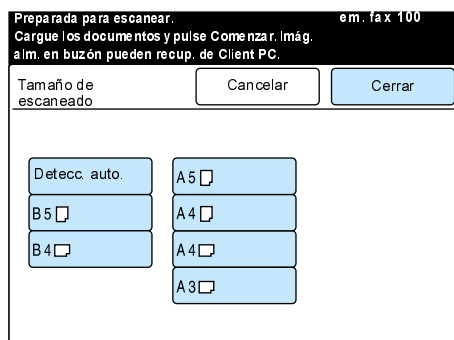 Preparada para escanear. em. fax 100
Cargue los documentos y pulse Comenzar. Imág.
alm. en buzón pueden recup. de Client PC.
Tamaño de
escaneado
Cancelar
Cerrar
Detecc. auto.
B5
B4
A5
A4
A4
A3